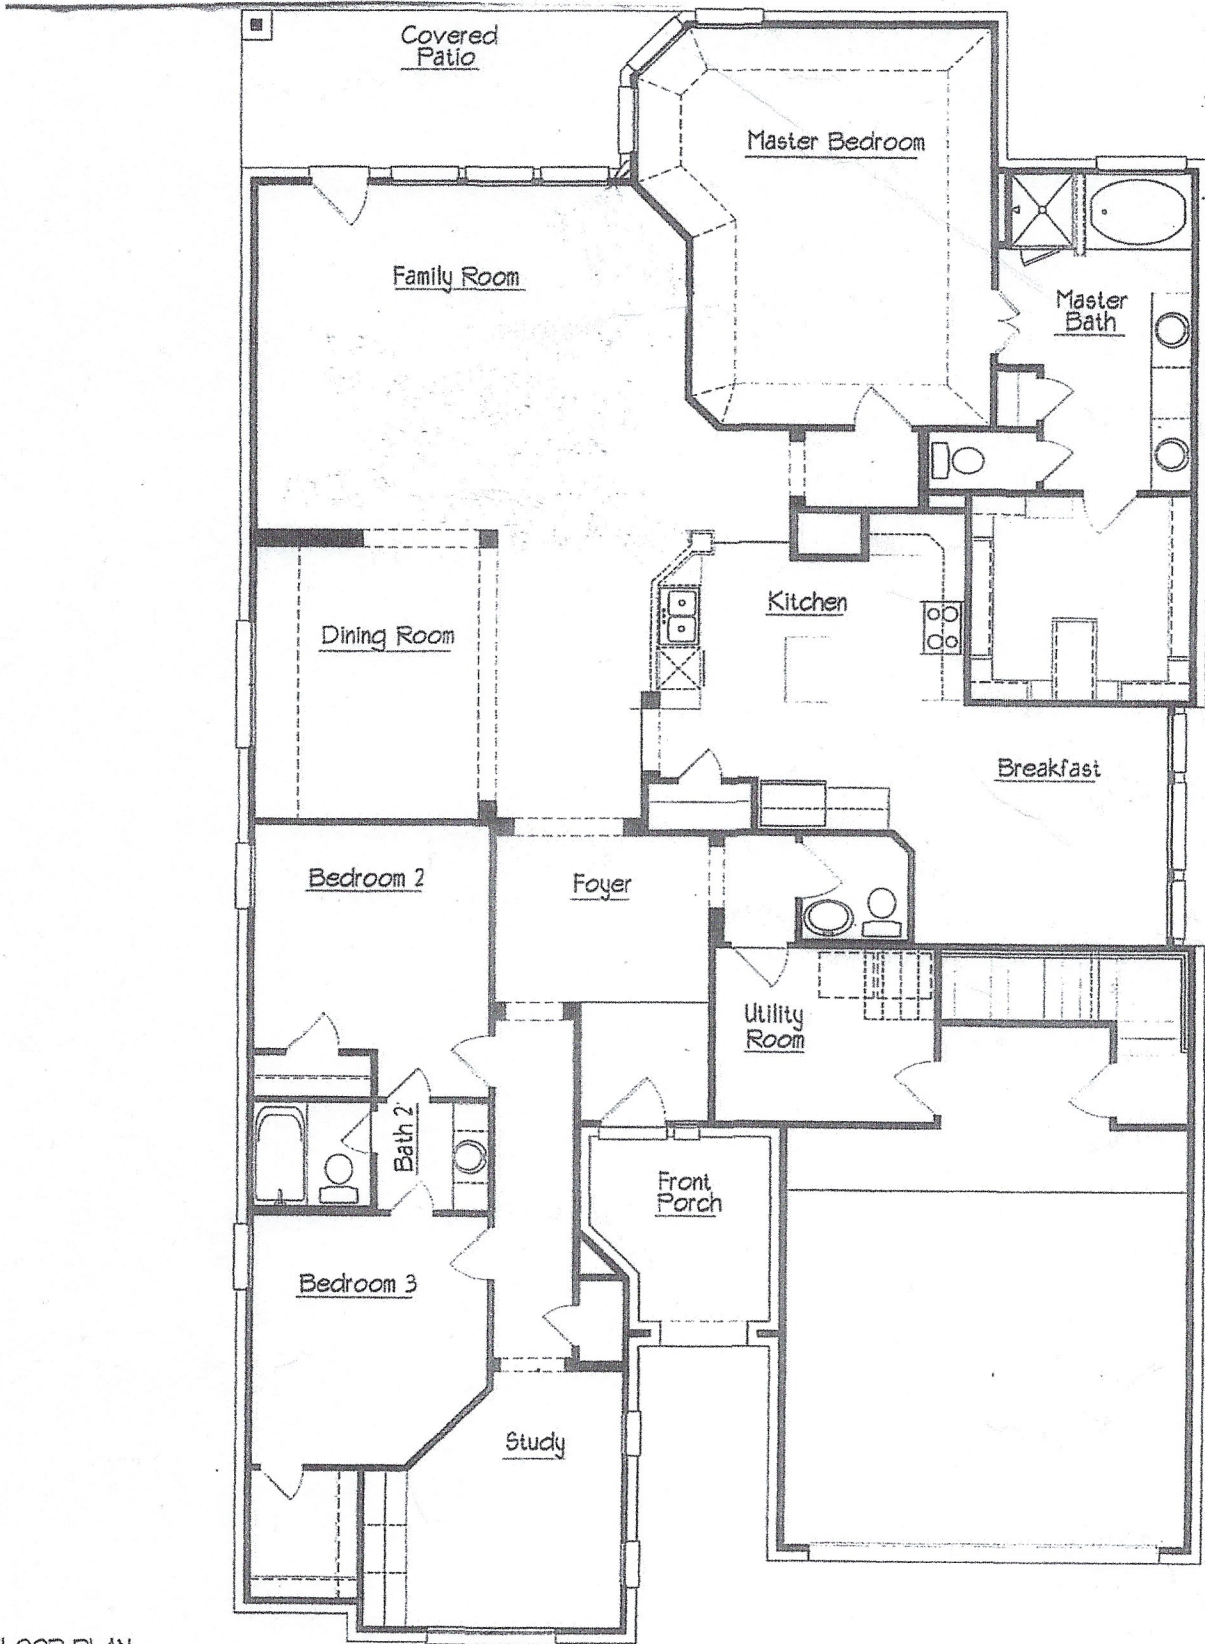 Covered
Patio
Master Bedroom
Family Room
Master
Bath
Kitchen
Dining Room
Breakfast
Bedroom 2
Foyer
Utility
Room
Bath 2
Front
Porch
Bedroom 3
Study